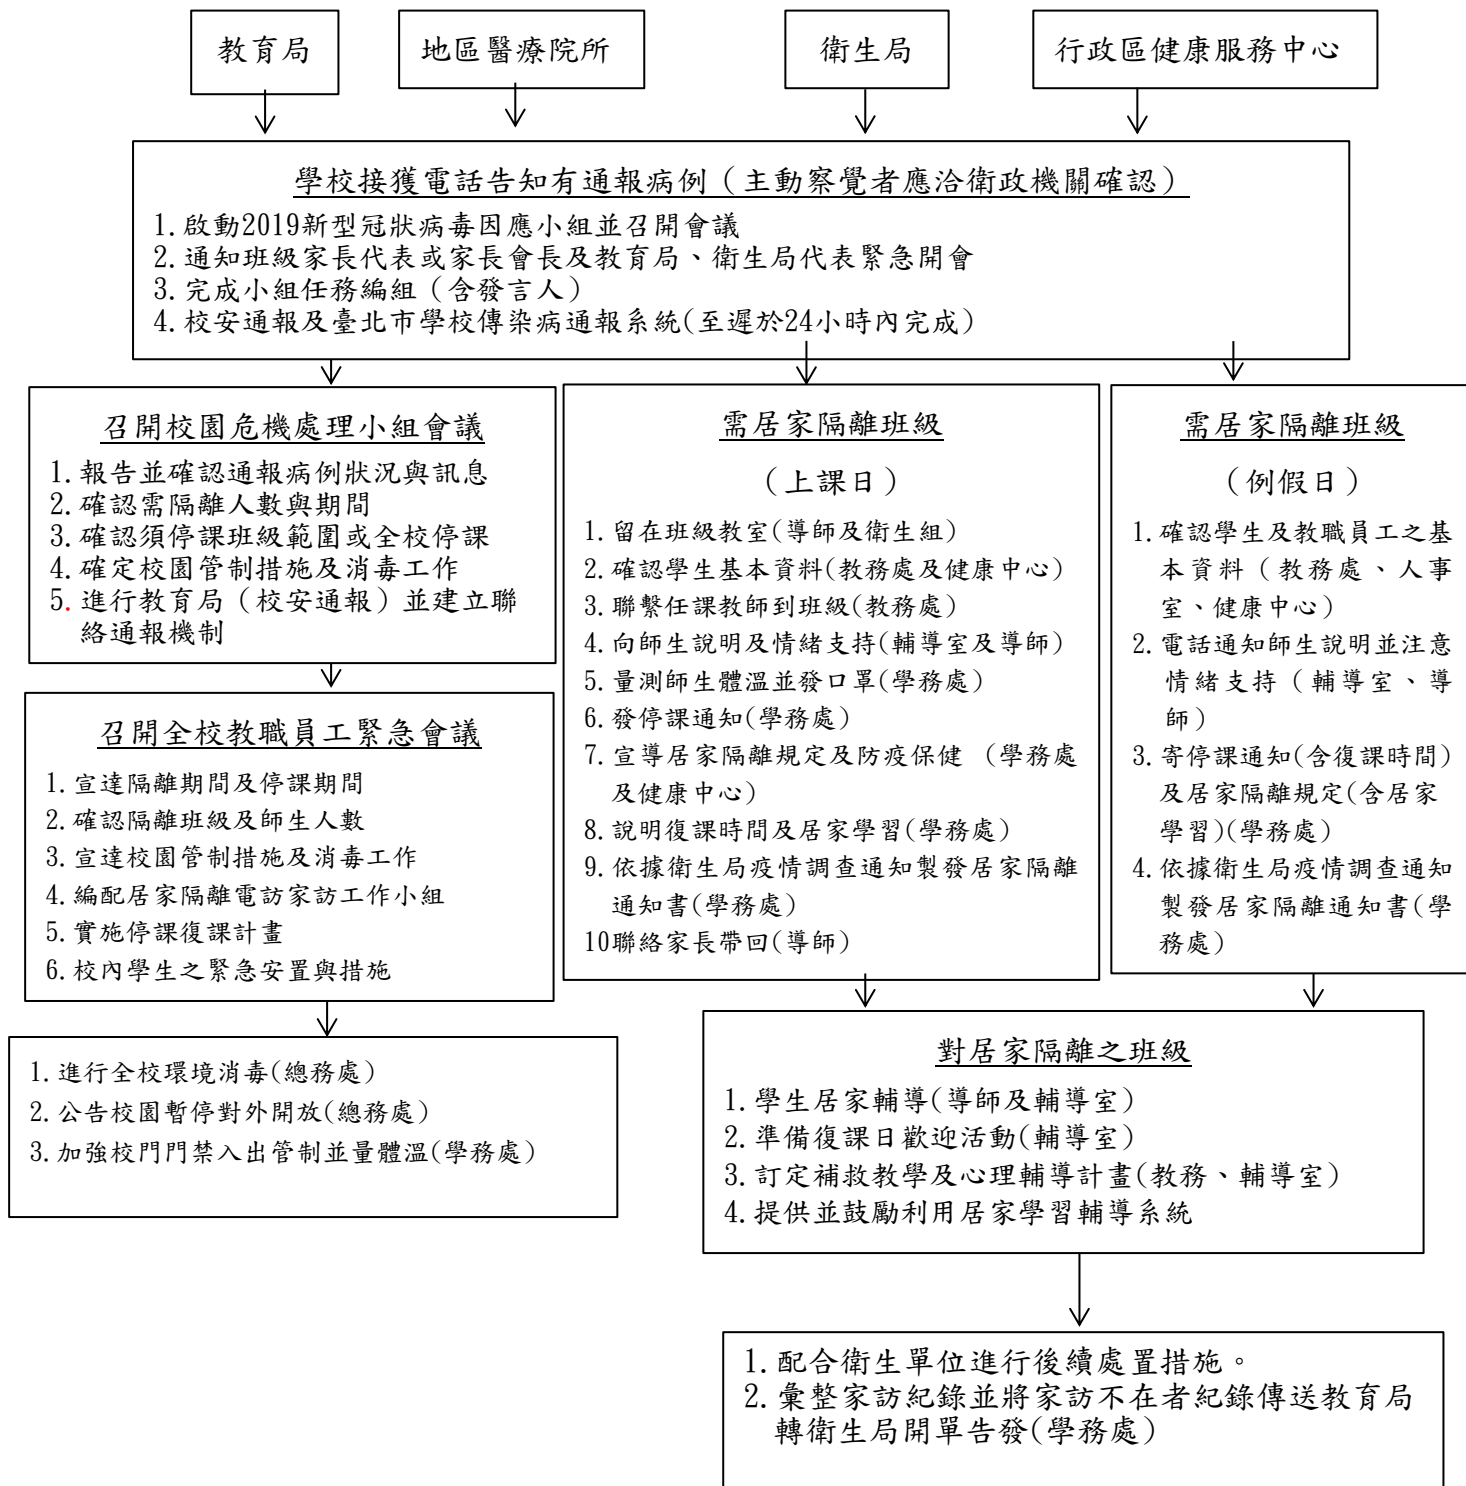 教育局
地區醫療院所
衛生局
行政區健康服務中心
學校接獲電話告知有通報病例（主動察覺者應洽衛政機關確認）
1.啟動2019新型冠狀病毒因應小組並召開會議
2.通知班級家長代表或家長會長及教育局、衛生局代表緊急開會
3.完成小組任務編組（含發言人）
4.校安通報及臺北市學校傳染病通報系統(至遲於24小時內完成）
召開校園危機處理小組會議
1.報告並確認通報病例狀況與訊息
2.確認需隔離人數與期間
3.確認須停課班級範圍或全校停課
4.確定校園管制措施及消毒工作
5.進行教育局（校安通報）並建立聯
絡通報機制
召開全校教職員工緊急會議
1.宣達隔離期間及停課期間
2.確認隔離班級及師生人數
3.宣達校園管制措施及消毒工作
4.編配居家隔離電訪家訪工作小組
5.實施停課復課計畫
6.校內學生之緊急安置與措施
1.進行全校環境消毒(總務處)
2.公告校園暫停對外開放(總務處)
3.加強校門門禁入出管制並量體溫(學務處)
需居家隔離班級
（上課日）
1.留在班級教室(導師及衛生組)
2.確認學生基本資料(教務處及健康中心)
3.聯繫任課教師到班級(教務處)
4.向師生說明及情緒支持(輔導室及導師)
5.量測師生體溫並發口罩(學務處)
6.發停課通知(學務處)
7.宣導居家隔離規定及防疫保健 (學務處
及健康中心)
8.說明復課時間及居家學習(學務處)
9.依據衛生局疫情調查通知製發居家隔離
通知書(學務處)
10聯絡家長帶回(導師)
需居家隔離班級
（例假日）
1.確認學生及教職員工之基
本資料（教務處、人事
室、健康中心）
2.電話通知師生說明並注意
情緒支持（輔導室、導
師）
3.寄停課通知(含復課時間)
及居家隔離規定(含居家
學習)(學務處)
4.依據衛生局疫情調查通知
製發居家隔離通知書(學
務處)
對居家隔離之班級
1.學生居家輔導(導師及輔導室)
2.準備復課日歡迎活動(輔導室)
3.訂定補救教學及心理輔導計畫(教務、輔導室)
4.提供並鼓勵利用居家學習輔導系統
1.配合衛生單位進行後續處置措施。
2.彙整家訪紀錄並將家訪不在者紀錄傳送教育局
轉衛生局開單告發(學務處)